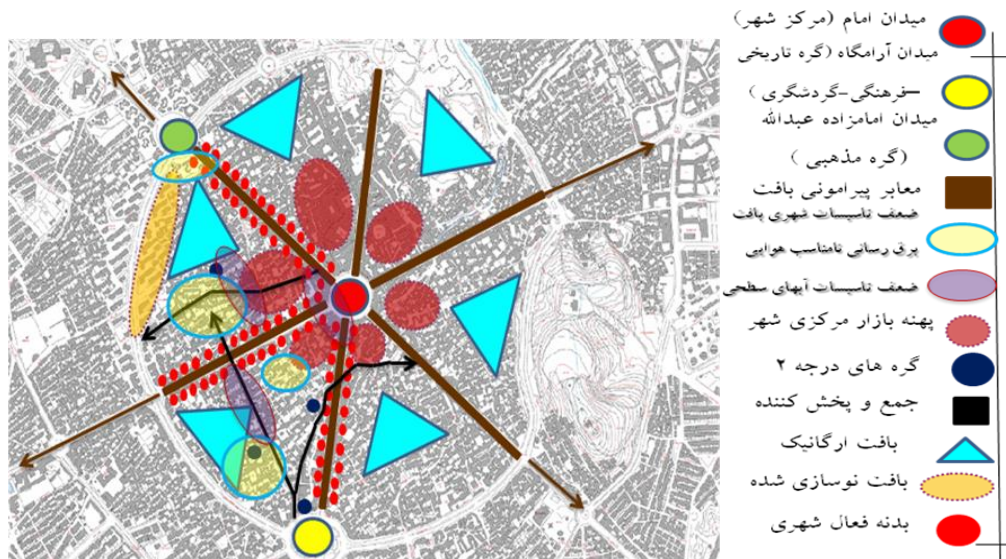 میدان امام (مرکز شهر)
میدان آرامگاه (گره تاریخی
–فرهنگی-گردشگری )
میدان امامزاده عبدالله
(گره مذهبی )
معابر پیرامونی بافت
ضعف تاسیسات شهری بافت
برق رسانی نامناسب هوایی
ضعف تاسیسات آبهای سطحی
پهنه بازار مرکزی شهر
گره های درجه ۲
جمع و پخش کننده
بافت ارگانیک
بافت نوسازی شده
بدنه فعال شهری